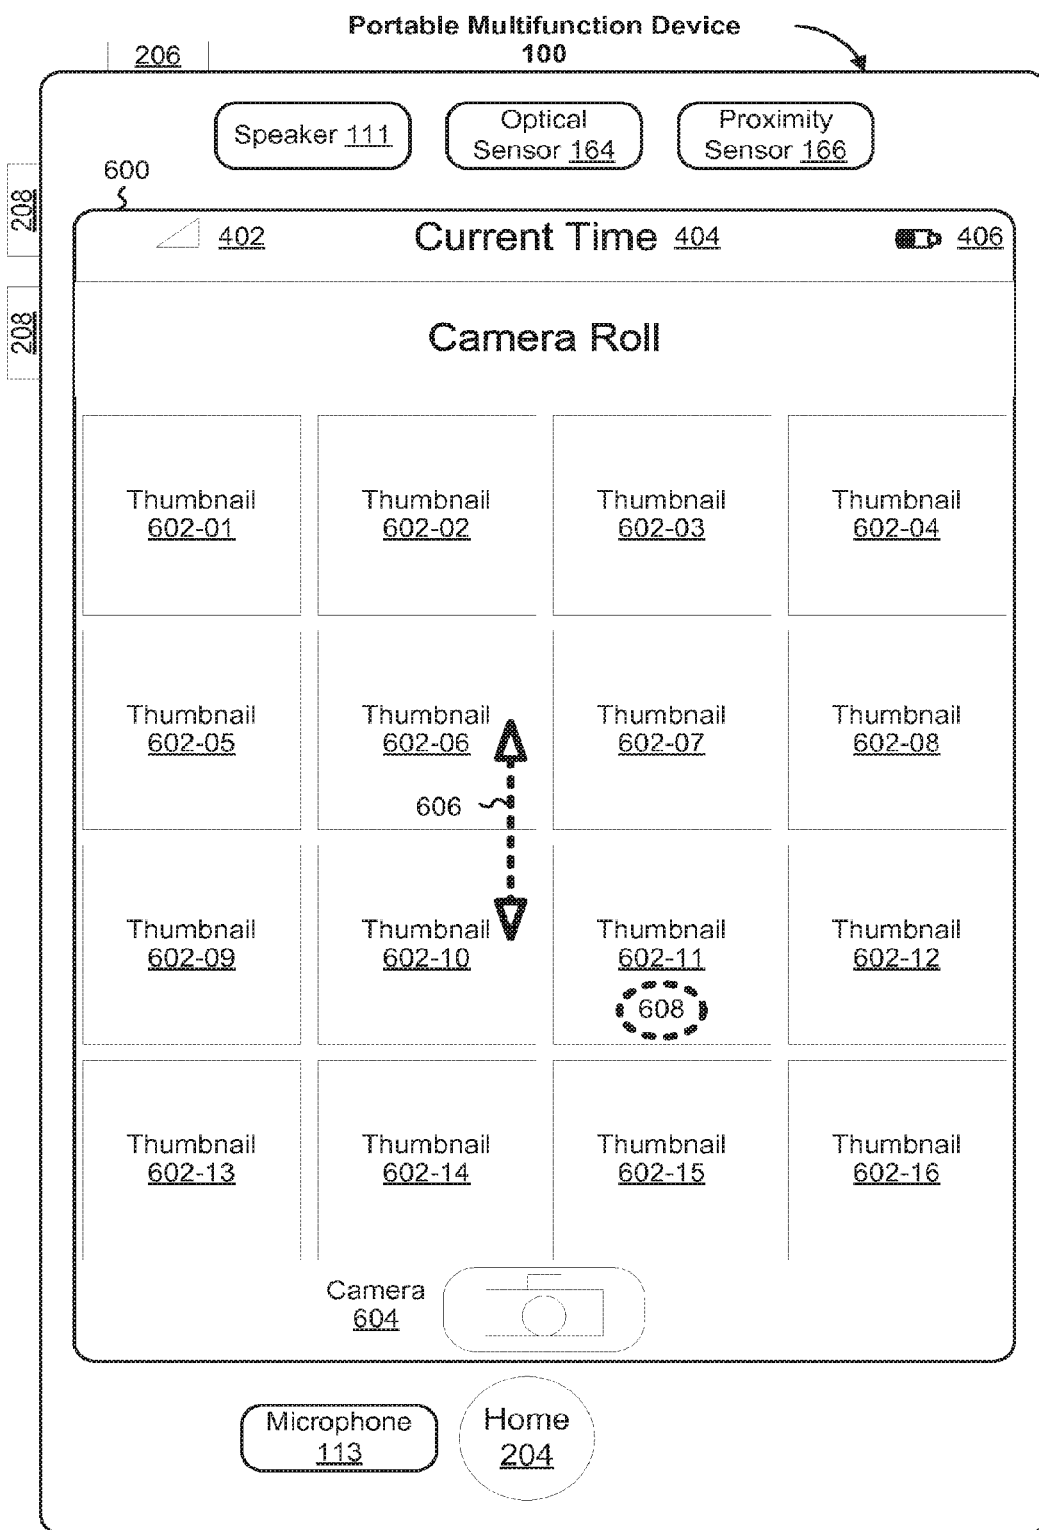 Portable Multifunction Device
100
206
Speaker 111
Optical
Sensor 164
Proximity
Sensor 166
600
208
208
402
Current Time 404
406
Camera Roll
Thumbnail
602-01
Thumbnail
602-02
Thumbnail
602-03
Thumbnail
602-04
Thumbnail
602-05
Thumbnail
602-06
Thumbnail
602-07
Thumbnail
602-08
606
Thumbnail
602-09
Thumbnail
602-10
Thumbnail
602-11
608
Thumbnail
602-12
Thumbnail
602-13
Thumbnail
602-14
Thumbnail
602-15
Thumbnail
602-16
Camera
604
Microphone
113
Home
204